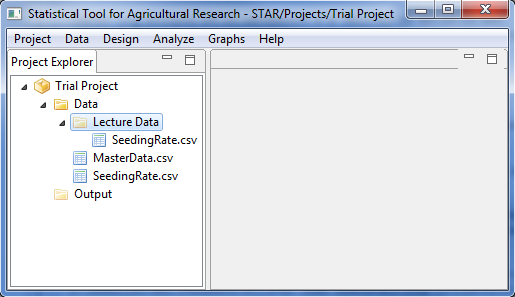 Statistical Tool for Agricultural Research - STAR/Projects/Trial Project
Project Data Design Analyze Graphs Help
Project Explorer
Trial Project
Data
Lecture Data
SeedingRate.csv
MasterData.csv
SeedingRate.csv
Output